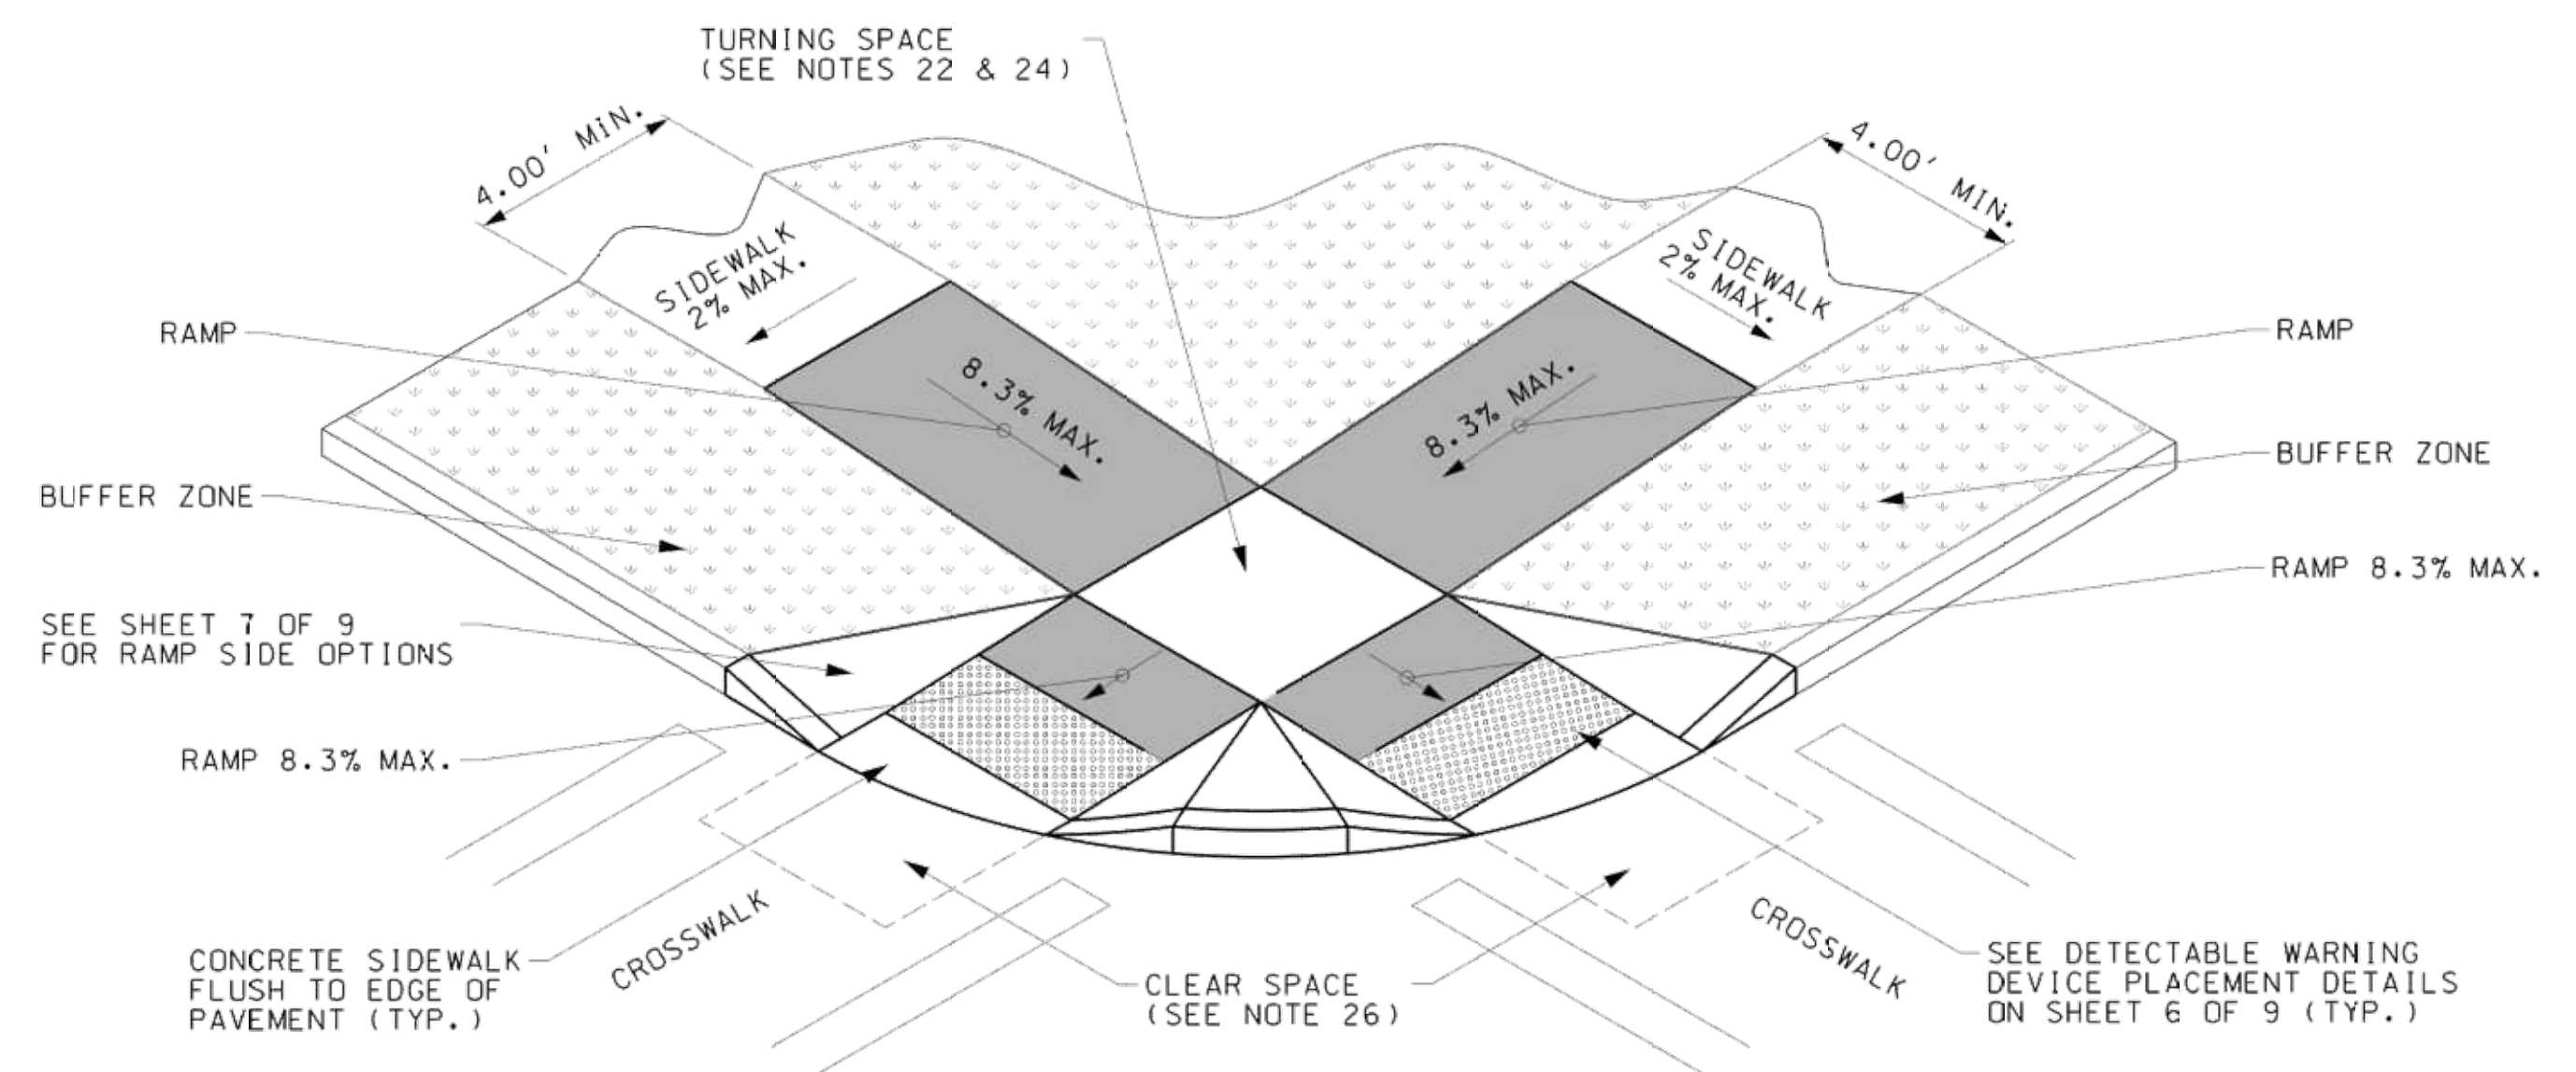 TURNING SPACE
(SEE NOTES 22 & 24)
4.00' MIN.
4.00' MIN.
SIDEWALK
2% MAX.
SIDEWALK
2% MAX.
RAMP
RAMP
8.3% MAX.
8.3% MAX.
BUFFER ZONE
BUFFER ZONE
RAMP 8.3% MAX.
SEE SHEET 7 OF 9
FOR RAMP SIDE OPTIONS
RAMP 8.3% MAX.
CONCRETE SIDEWALK
FLUSH TO EDGE OF
PAVEMENT (TYP.)
CROSSWALK
CLEAR SPACE
(SEE NOTE 26)
CROSSWALK
SEE DETECTABLE WARNING
DEVICE PLACEMENT DETAILS
ON SHEET 6 OF 9 (TYP.)